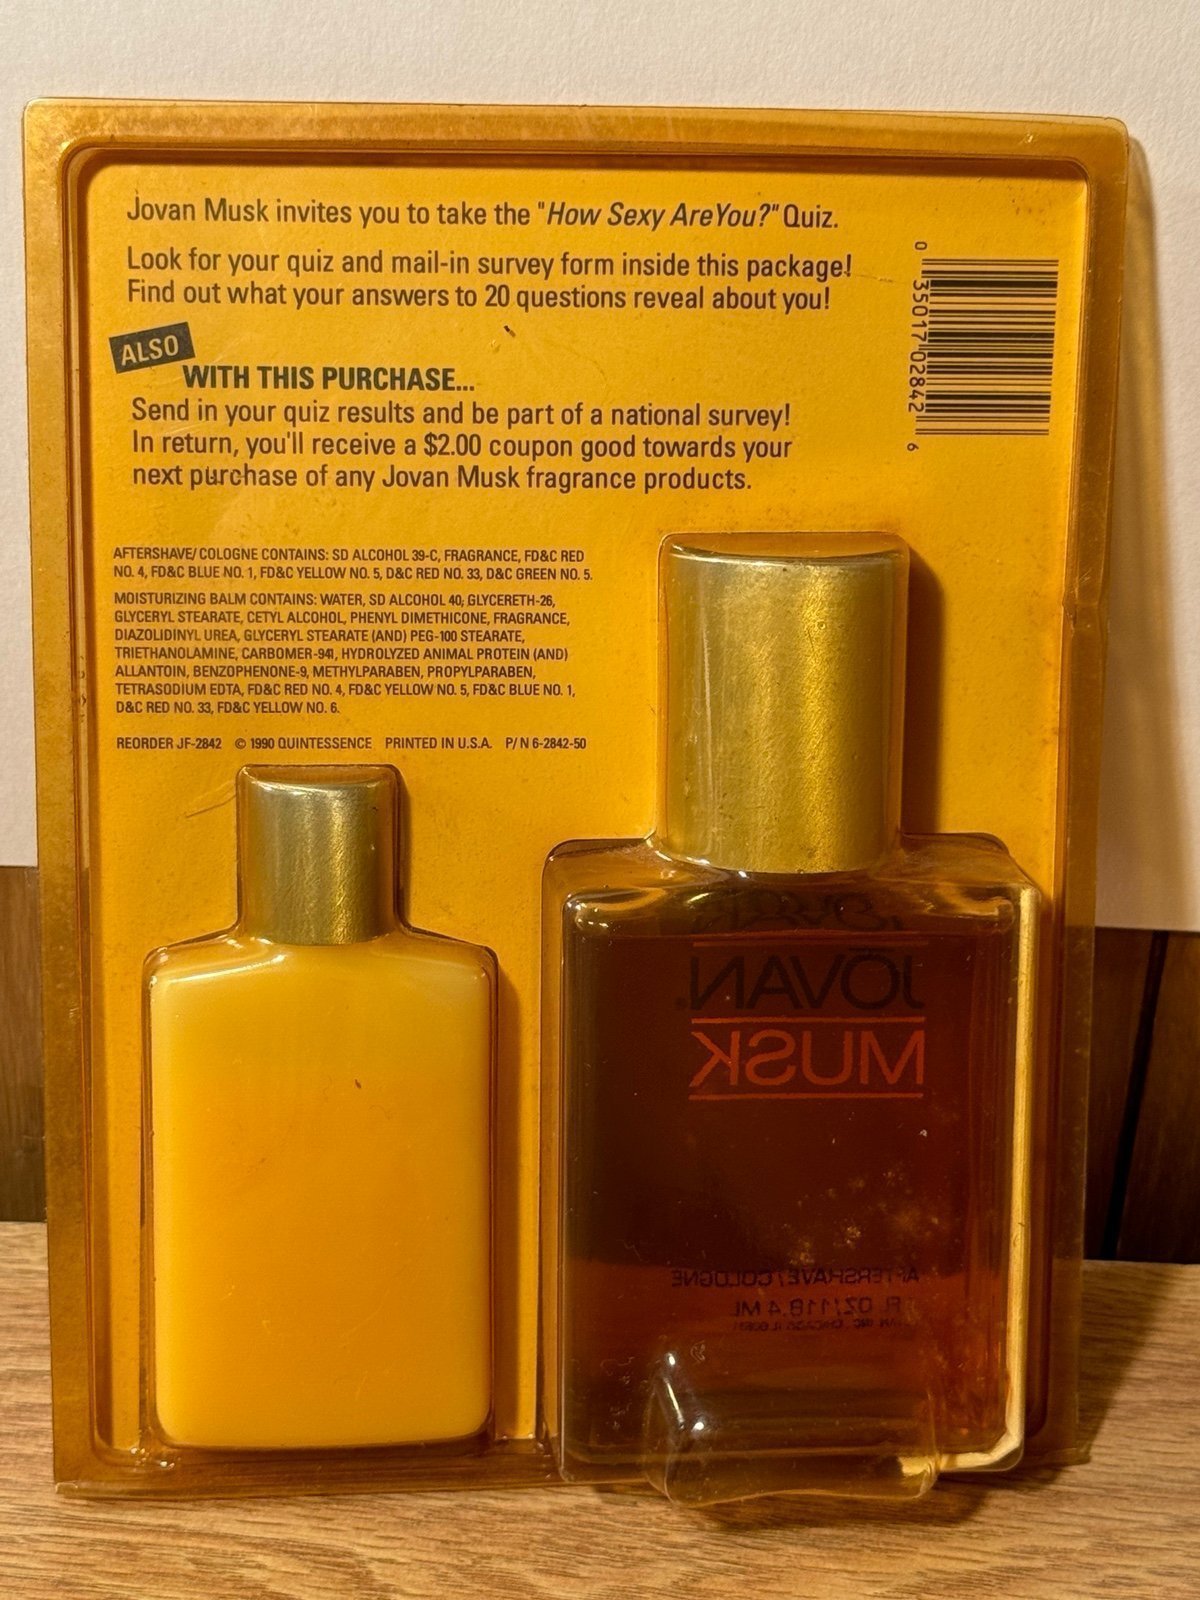 Jovan Musk invites you to take the "How Sexy AreYou?" Quiz.
Look for your quiz and mail-in survey form inside this package!
Find out what your answers to 20 questions reveal about you!
ALSO
WITH THIS PURCHASE...
Send in your quiz results and be part of a national survey!
In return, you'll receive a $2.00 coupon good towards your
next purchase of any Jovan Musk fragrance products.
0 35017 02842 6
AFTERSHAVE/COLOGNE CONTAINS: SD ALCOHOL 39-C, FRAGRANCE, FD&C RED
NO. 4, FD&C BLUE NO. 1, FD&C YELLOW NO. 5, D&C RED NO. 33, D&C GREEN NO. 5.
MOISTURIZING BALM CONTAINS: WATER, SD ALCOHOL 40, GLYCERETH-26,
GLYCERYL STEARATE, CETYL ALCOHOL, PHENYL DIMETHICONE, FRAGRANCE,
DIAZOLIDINYL UREA, GLYCERYL STEARATE (AND) PEG-100 STEARATE,
TRIETHANOLAMINE, CARBOMER-941, HYDROLYZED ANIMAL PROTEIN (AND)
ALLANTOIN, BENZOPHENONE-9, METHYLPARABEN, PROPYLPARABEN,
TETRASODIUM EDTA, FD&C RED NO. 4, FD&C YELLOW NO. 5, FD&C BLUE NO. 1,
D&C RED NO. 33, FD&C YELLOW NO. 6.
REORDER JF-2842 © 1990 QUINTESSENCE PRINTED IN U.S.A. P/N 6-2842-50
JŌVAN.
MUSK
AFTERSHAVE/COLOGNE
FL OZ/118.4 ML